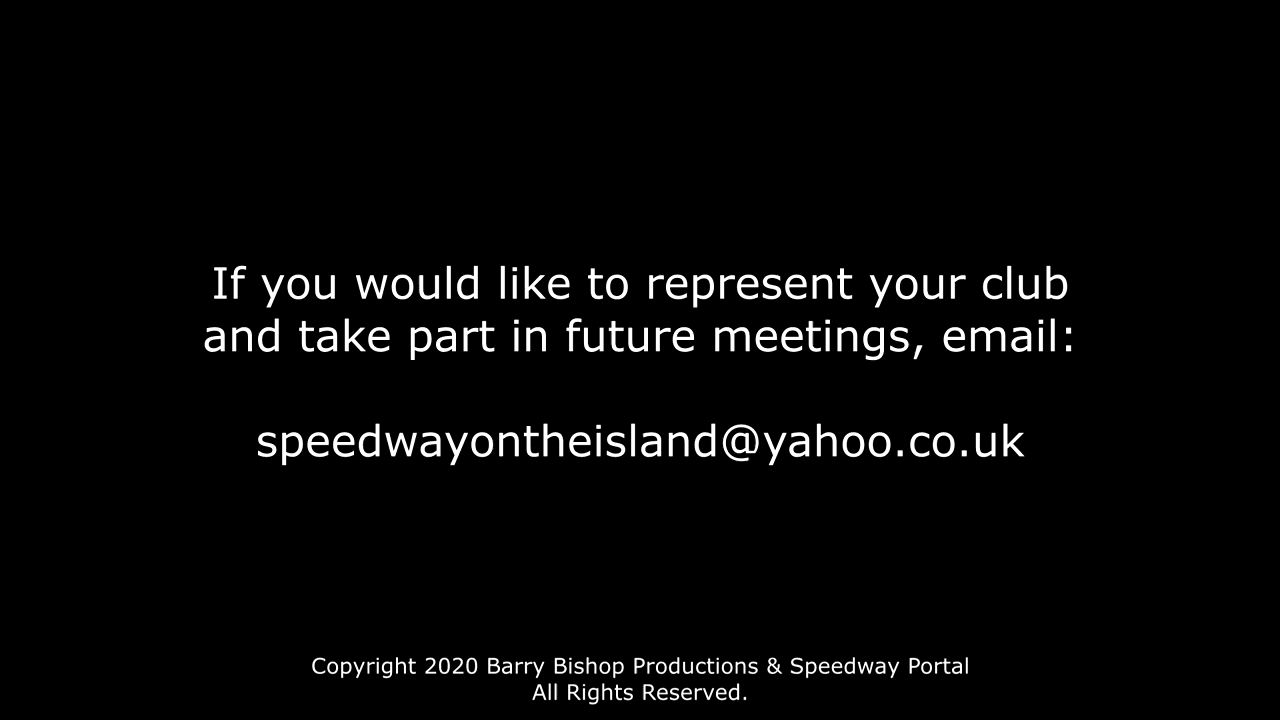 If you would like to represent your club
and take part in future meetings, email:
speedwayontheisland@yahoo.co.uk
Copyright 2020 Barry Bishop Productions & Speedway Portal
All Rights Reserved.